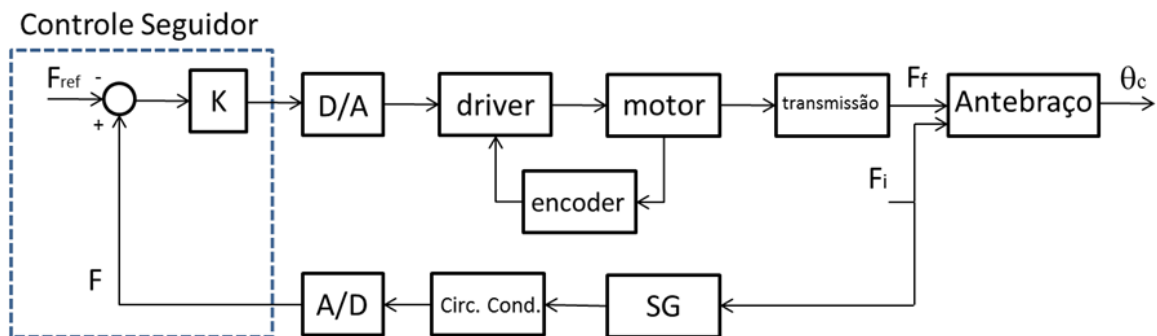 Controle Seguidor
Fref
-
+
K
D/A
driver
motor
transmissão
Ff
Antebraço
θc
encoder
Fi
F
A/D
Circ. Cond.
SG